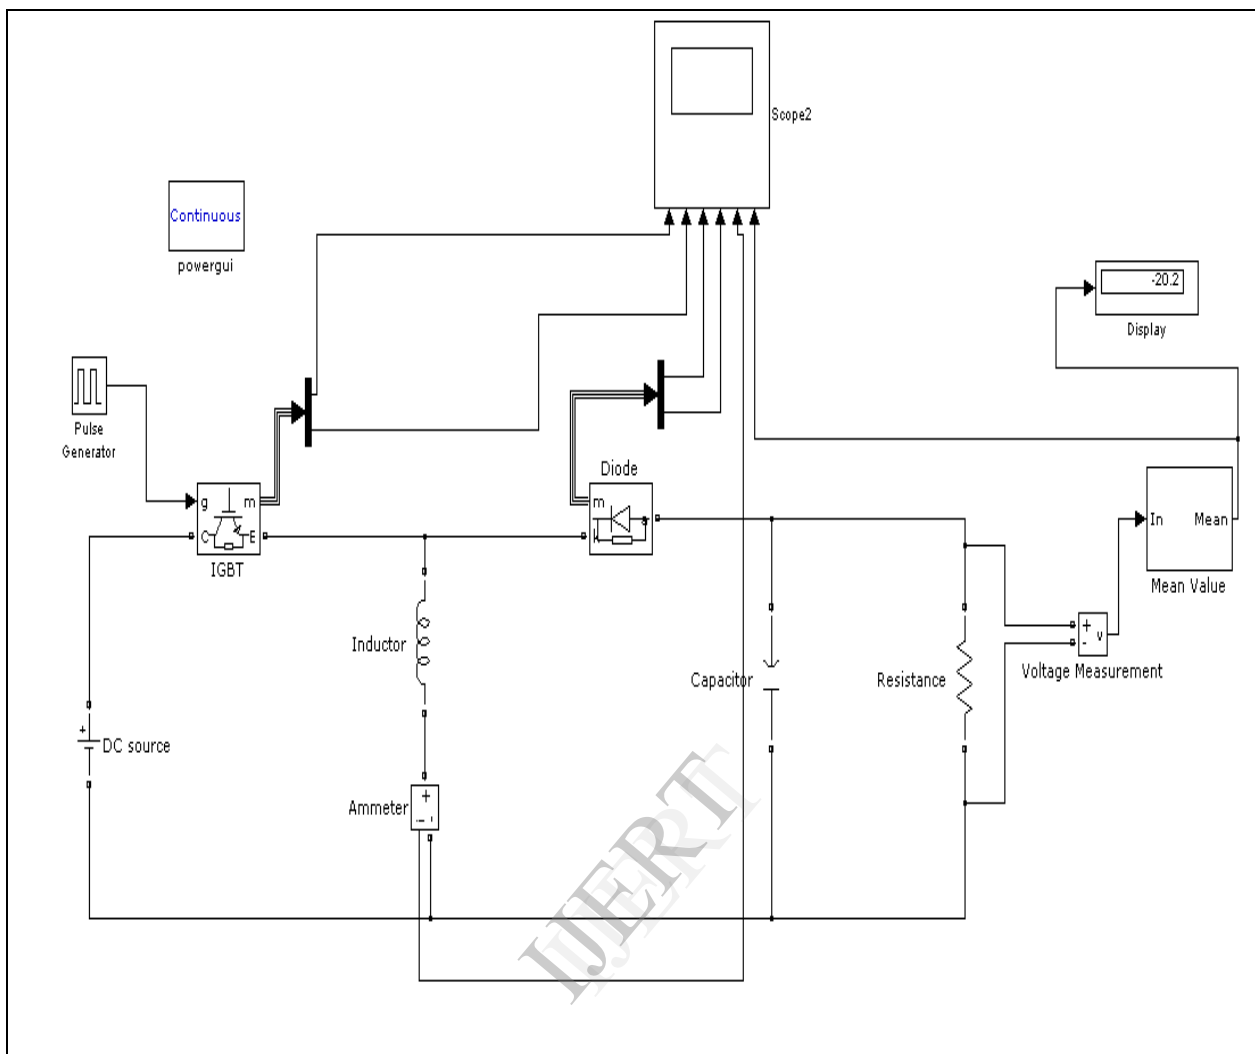 Scope2
Continuous
powergui
-20.2
Display
Pulse
Generator
g m
C E
IGBT
Diode
m
k a
In Mean
Mean Value
Inductor
+
-
v
Voltage Measurement
Capacitor
Resistance
+
DC source
Ammeter
+
i -
IJERT